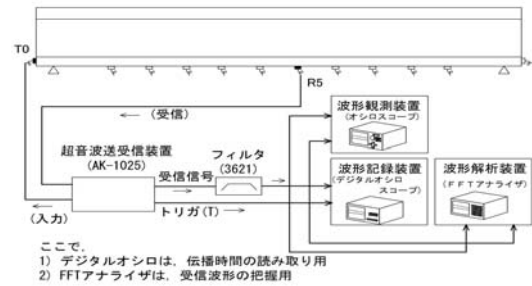 T0
R5
(受信)
超音波送受信装置
(AK-1025)
フィルタ
(3621)
受信信号
トリガ(T)
(入力)
波形観測装置
(オシロスコープ)
波形記録装置
(デジタルオシロ
スコープ)
波形解析装置
(FFTアナライザ)
ここで,
1) デジタルオシロは, 伝播時間の読み取り用
2) FFTアナライザは, 受信波形の把握用